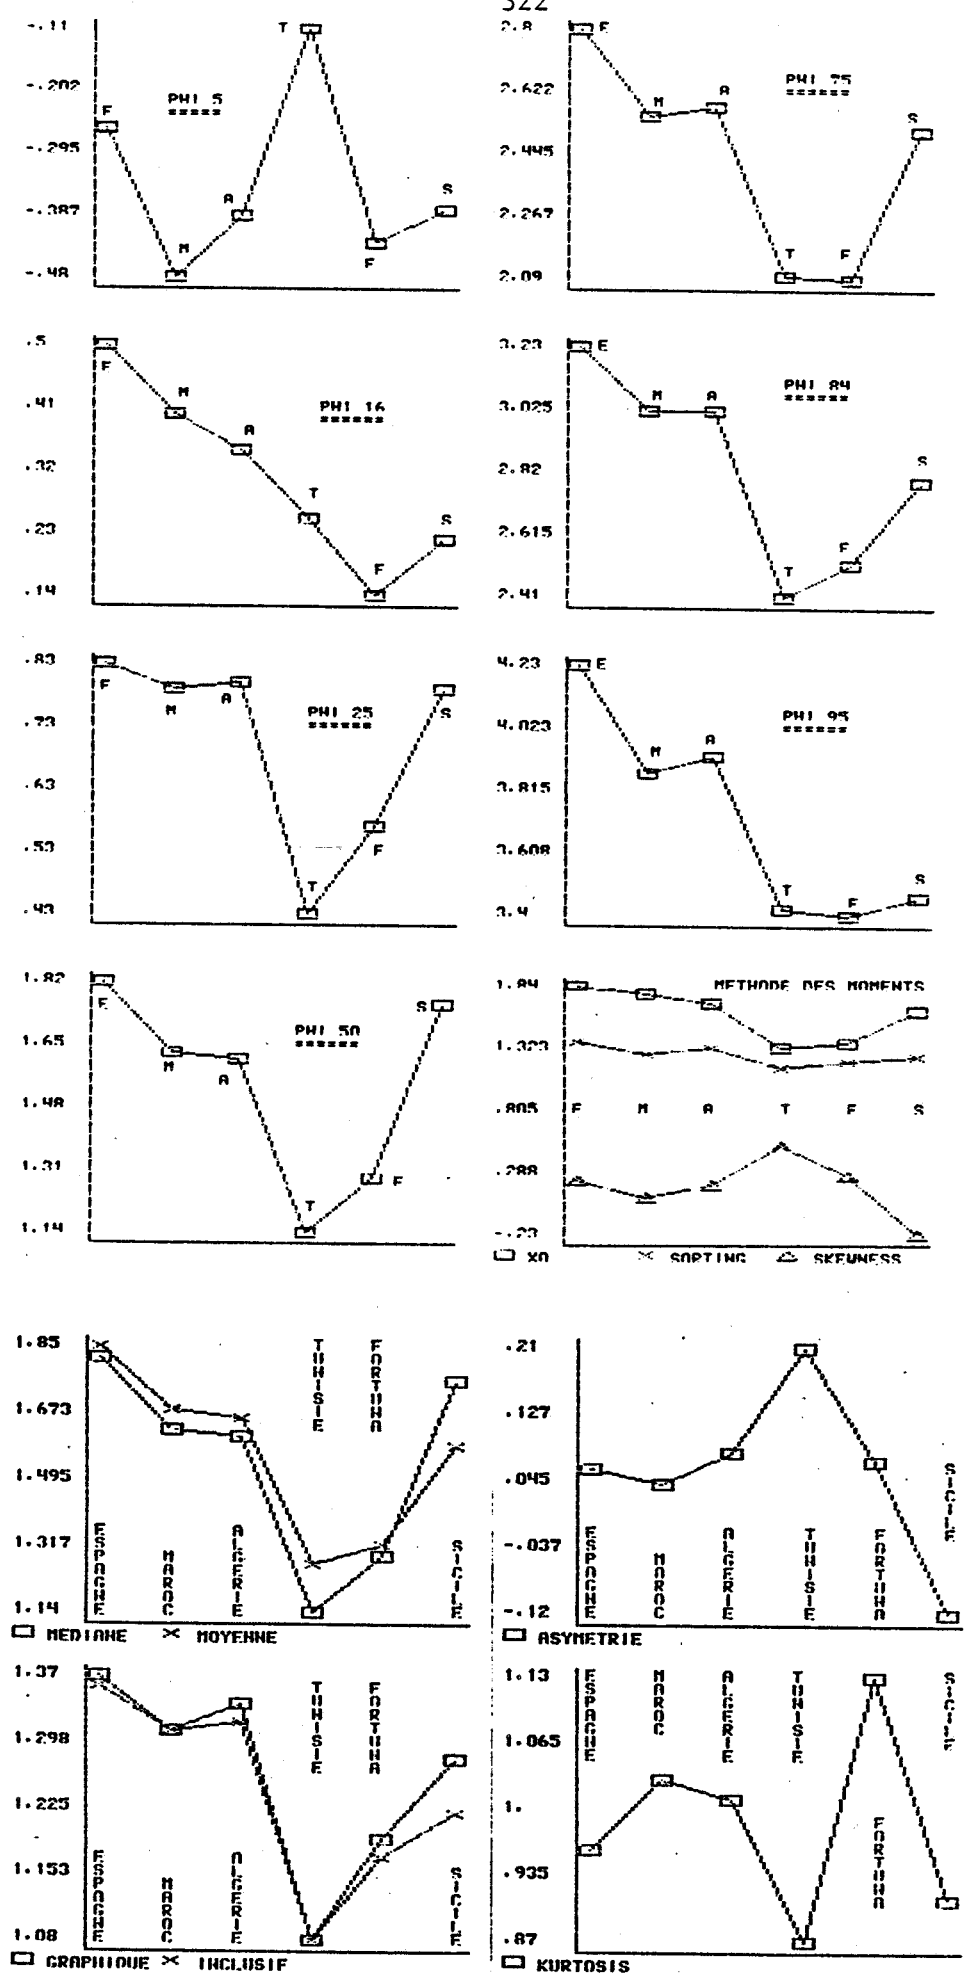 322
-.11
-.202
-.295
-.387
-.48
PHI 5
E
M
A
T
F
S
2.8
2.622
2.445
2.267
2.09
PHI 75
E
M
A
T
F
S
.5
.41
.32
.23
.14
PHI 16
E
M
A
T
F
S
3.23
3.025
2.82
2.615
2.41
PHI 84
E
M
A
T
F
S
.83
.73
.63
.53
.43
PHI 25
E
M
A
T
F
S
4.23
4.023
3.815
3.608
3.4
PHI 95
E
M
A
T
F
S
1.82
1.65
1.48
1.31
1.14
PHI 50
E
M
A
T
F
S
METHODE DES MOMENTS
1.84
1.323
.805
.288
-.23
E M A T F S
XO SORTING SKEWNESS
1.85
1.673
1.495
1.317
1.14
ESPAGNE
MAROC
ALGERIE
TUNISIE
FARTUNA
SICILE
MEDIANE MOYENNE
.21
.127
.045
-.037
-.12
ESPAGNE
MAROC
ALGERIE
TUNISIE
FARTUNA
SICILE
ASYMETRIE
1.37
1.298
1.225
1.153
1.08
ESPAGNE
MAROC
ALGERIE
TUNISIE
FARTUNA
SICILE
GRAPHIQUE INCLUSIF
1.13
1.065
1.
.935
.87
ESPAGNE
MAROC
ALGERIE
TUNISIE
FARTUNA
SICILE
KURTOSIS